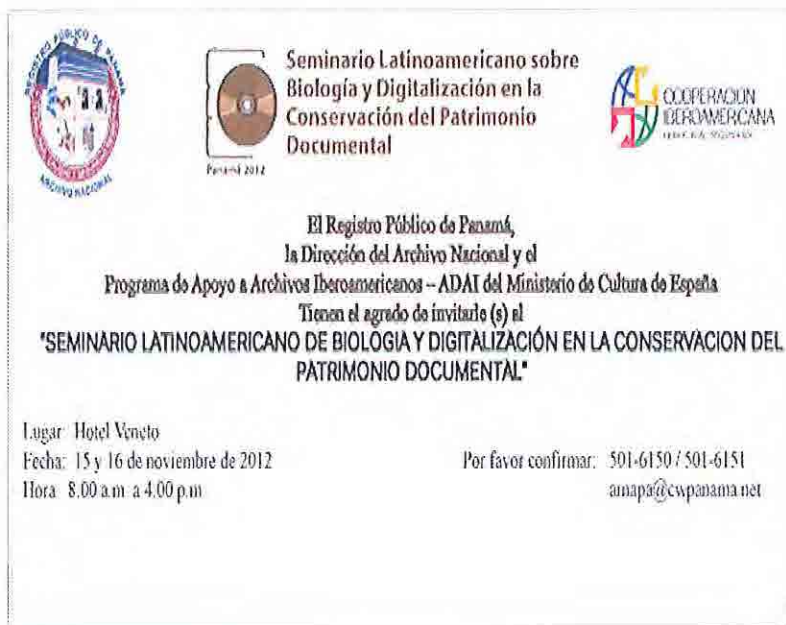 REGISTRO PÚBLICO DE PANAMÁ
ARCHIVO NACIONAL
Panamá 2012
Seminario Latinoamericano sobre
Biología y Digitalización en la
Conservación del Patrimonio
Documental
COOPERACION
IBEROAMERICANA
El Registro Público de Panamá,
la Dirección del Archivo Nacional y el
Programa de Apoyo a Archivos Iberoamericanos – ADAI del Ministerio de Cultura de España
Tienen el agrado de invitarle (s) al
"SEMINARIO LATINOAMERICANO DE BIOLOGIA Y DIGITALIZACIÓN EN LA CONSERVACION DEL
PATRIMONIO DOCUMENTAL"
Lugar: Hotel Veneto
Fecha: 15 y 16 de noviembre de 2012
Hora 8.00 a.m. a 4.00 p.m
Por favor confirmar: 501-6150 / 501-6151
amapa@cwpanama.net